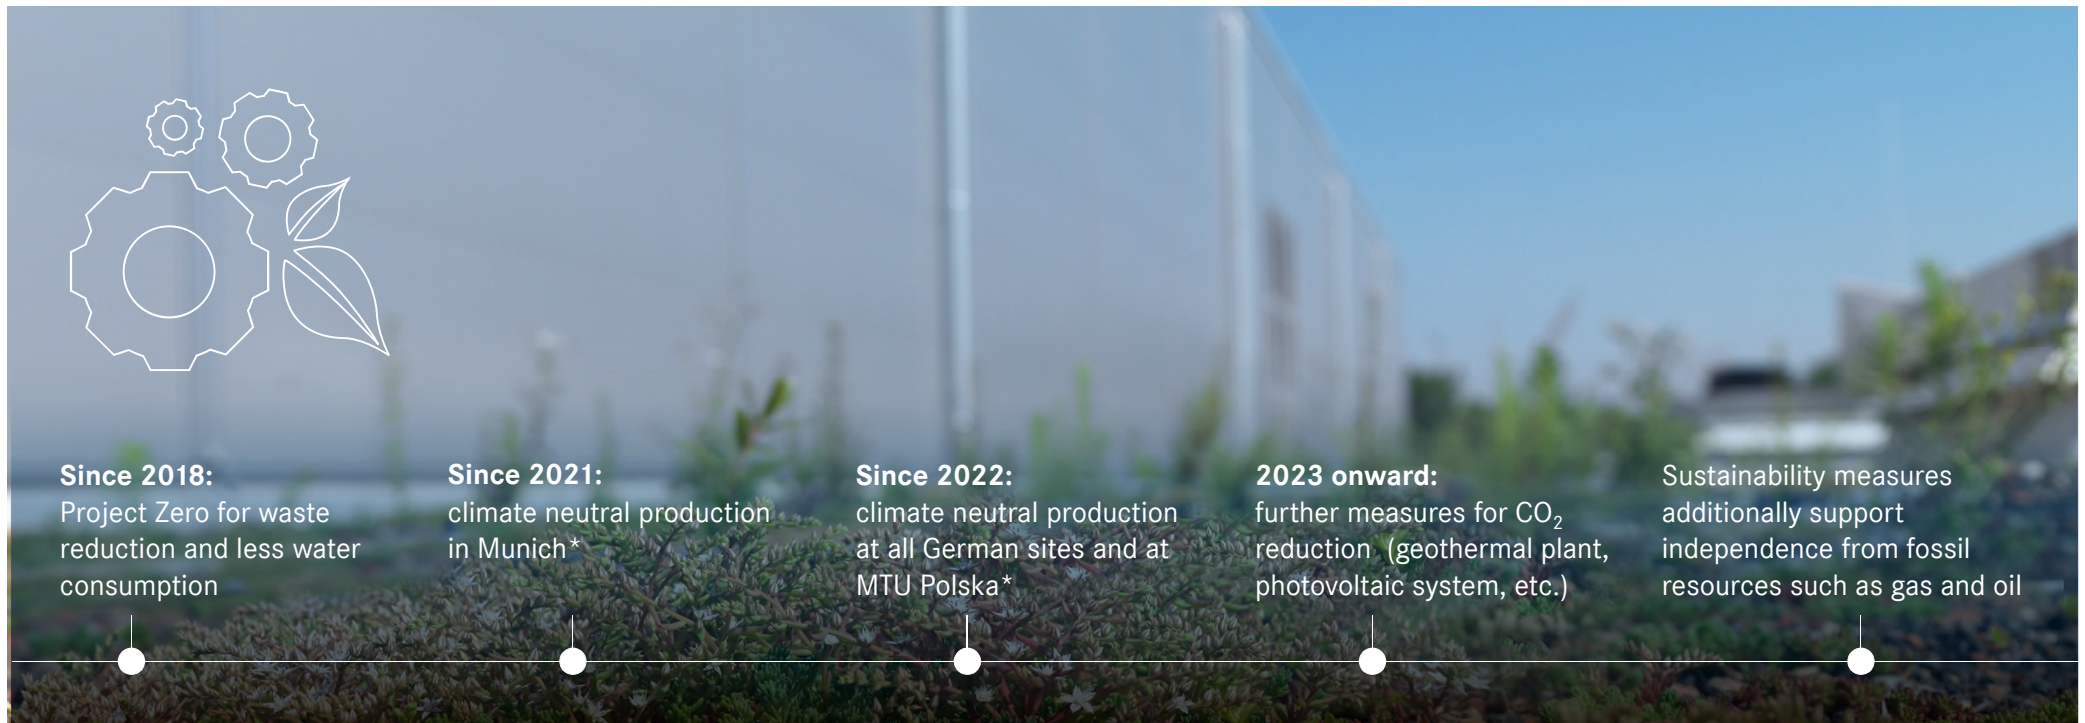 Since 2018:
Project Zero for waste
reduction and less water
consumption
Since 2021:
climate neutral production
in Munich*
Since 2022:
climate neutral production
at all German sites and at
MTU Polska*
2023 onward:
further measures for CO₂
reduction (geothermal plant,
photovoltaic system, etc.)
Sustainability measures
additionally support
independence from fossil
resources such as gas and oil